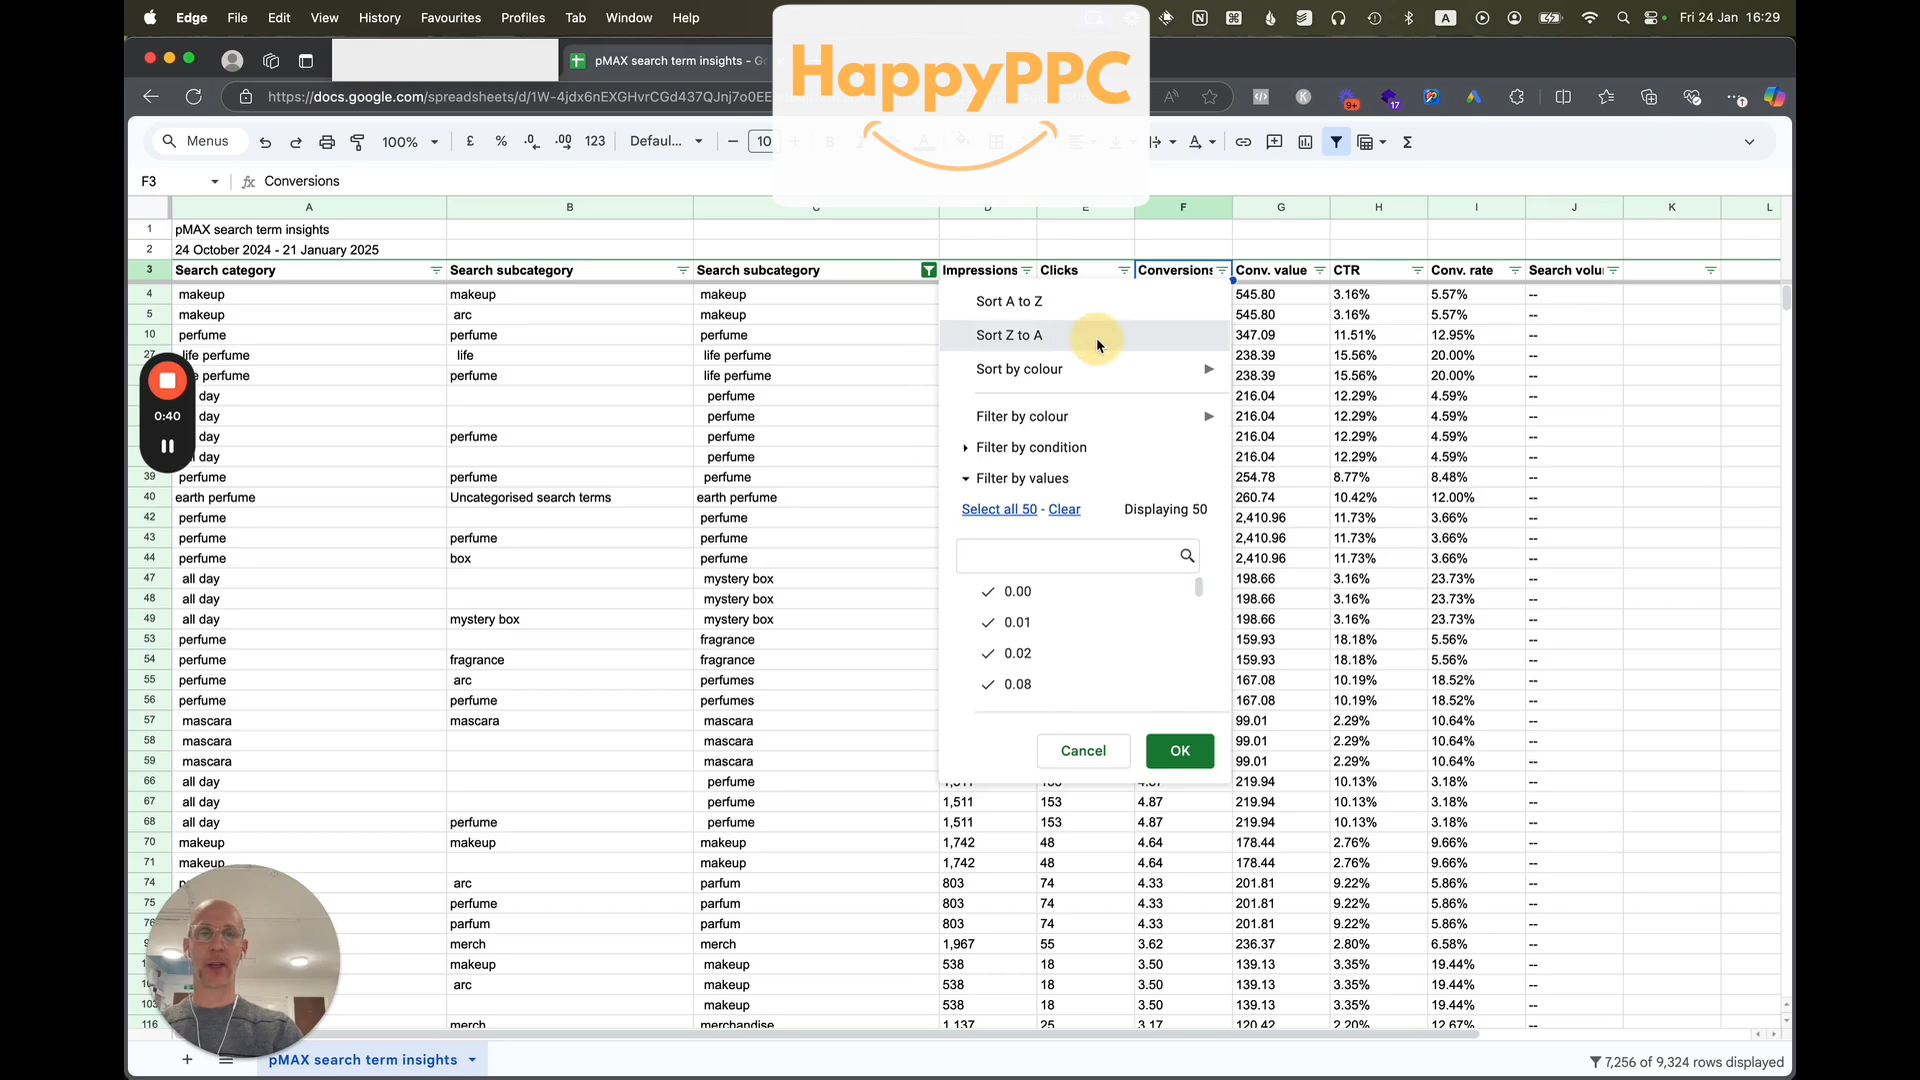 Edge File Edit View History Favourites Profiles Tab Window Help
A Fri 24 Jan 16:29
HappyPPC
pMAX search term insights - G
https://docs.google.com/spreadsheets/d/1W-4jdx6nEXGHvrCGd437QJnj7o0EE
9+ 17
Menus 100% £ % .0 .00 123 Defaul... 10
F3 Conversions
A B C D E F G H I J K L
1 pMAX search term insights
2 24 October 2024 - 21 January 2025
3 Search category Search subcategory Search subcategory Impressions Clicks Conversions Conv. value CTR Conv. rate Search volu
4 makeup makeup makeup 545.80 3.16% 5.57% --
5 makeup arc makeup 545.80 3.16% 5.57% --
10 perfume perfume perfume 347.09 11.51% 12.95% --
27 life perfume life life perfume 238.39 15.56% 20.00% --
perfume perfume life perfume 238.39 15.56% 20.00% --
day perfume 216.04 12.29% 4.59% --
day perfume 216.04 12.29% 4.59% --
day perfume perfume 216.04 12.29% 4.59% --
day perfume 216.04 12.29% 4.59% --
39 perfume perfume perfume 254.78 8.77% 8.48% --
40 earth perfume Uncategorised search terms earth perfume 260.74 10.42% 12.00% --
42 perfume perfume 2,410.96 11.73% 3.66% --
43 perfume perfume perfume 2,410.96 11.73% 3.66% --
44 perfume box perfume 2,410.96 11.73% 3.66% --
47 all day mystery box 198.66 3.16% 23.73% --
48 all day mystery box 198.66 3.16% 23.73% --
49 all day mystery box mystery box 198.66 3.16% 23.73% --
53 perfume fragrance 159.93 18.18% 5.56% --
54 perfume fragrance fragrance 159.93 18.18% 5.56% --
55 perfume arc perfumes 167.08 10.19% 18.52% --
56 perfume perfume perfumes 167.08 10.19% 18.52% --
57 mascara mascara mascara 99.01 2.29% 10.64% --
58 mascara mascara 99.01 2.29% 10.64% --
59 mascara mascara 99.01 2.29% 10.64% --
66 all day perfume 219.94 10.13% 3.18% --
67 all day perfume 1,511 153 4.87 219.94 10.13% 3.18% --
68 all day perfume perfume 1,511 153 4.87 219.94 10.13% 3.18% --
70 makeup makeup makeup 1,742 48 4.64 178.44 2.76% 9.66% --
71 makeup makeup 1,742 48 4.64 178.44 2.76% 9.66% --
74 arc parfum 803 74 4.33 201.81 9.22% 5.86% --
75 perfume parfum 803 74 4.33 201.81 9.22% 5.86% --
76 parfum parfum 803 74 4.33 201.81 9.22% 5.86% --
merch merch 1,967 55 3.62 236.37 2.80% 6.58% --
makeup makeup 538 18 3.50 139.13 3.35% 19.44% --
arc makeup 538 18 3.50 139.13 3.35% 19.44% --
103 makeup 538 18 3.50 139.13 3.35% 19.44% --
116 merch merchandise 1,137 25 3.17 120.42 2.20% 12.67% --
Sort A to Z
Sort Z to A
Sort by colour
Filter by colour
Filter by condition
Filter by values
Select all 50 - Clear Displaying 50
0.00
0.01
0.02
0.08
Cancel OK
0:40
pMAX search term insights
7,256 of 9,324 rows displayed